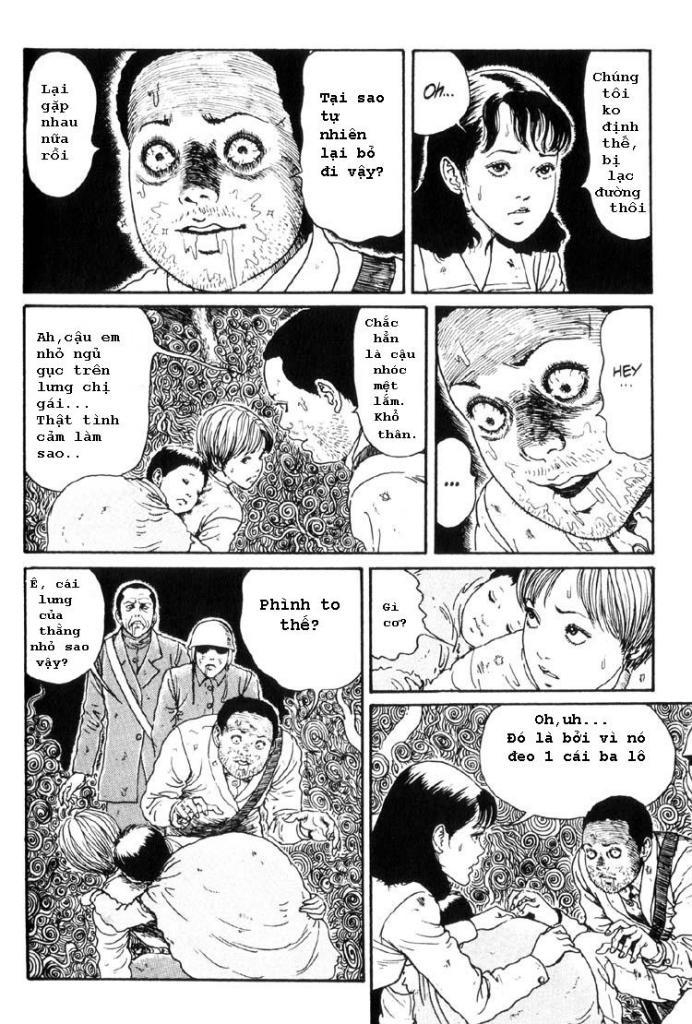 Lại
gặp
nhau
nữa
rồi
Tại sao
tự
nhiên
lại bỏ
đi vậy?
Oh...
Chúng
tôi
ko
định
thế,
bị
lạc
đường
thôi
Ah,cậu em
nhỏ ngủ
gục trên
lưng chị
gái...
Thật tình
cảm làm
sao..
Chắc
hẳn
là cậu
nhóc
mệt
lắm.
Khổ
thân.
HEY
...
...
Ê, cái
lưng
của
thằng
nhỏ sao
vậy?
Phình to
thế?
Gì
cơ?
Oh,uh...
Đó là bởi vì nó
đeo 1 cái ba lô